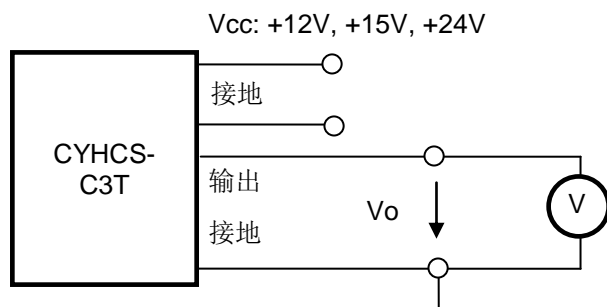 Vcc: +12V, +15V, +24V
接地
CYHCS-
C3T
输出
接地
Vo
V